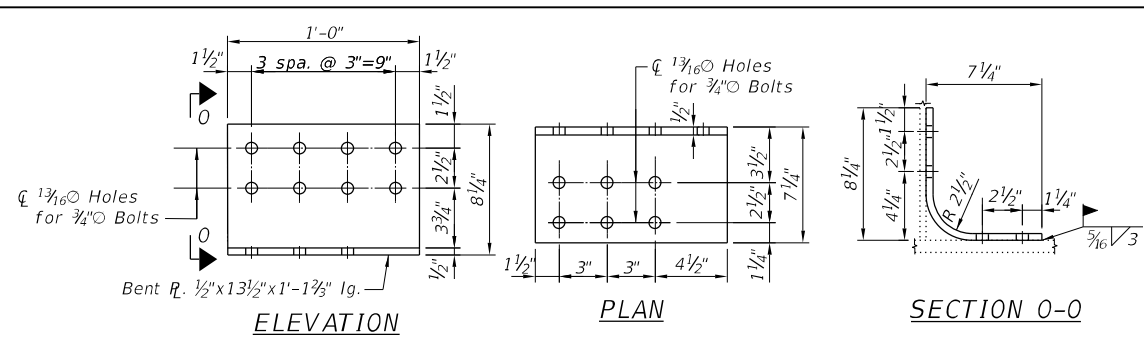 1'-0"
1½"
3 spa. @ 3"=9"
1½"
O
1½"
2½"
3¾"
½"
8¼"
℄ 13/16∅ Holes
for ¾"∅ Bolts
O
Bent ℞. ½"x13½"x1'-1⅔" lg.
ELEVATION
℄ 13/16∅ Holes
for ¾"∅ Bolts
½"
3½"
2½"
1¼"
7¼"
1½"
3"
3"
4½"
PLAN
7¼"
1½"
2½"
4¼"
8¼"
R 2½"
2½"
1¼"
5/16
3
SECTION O-O